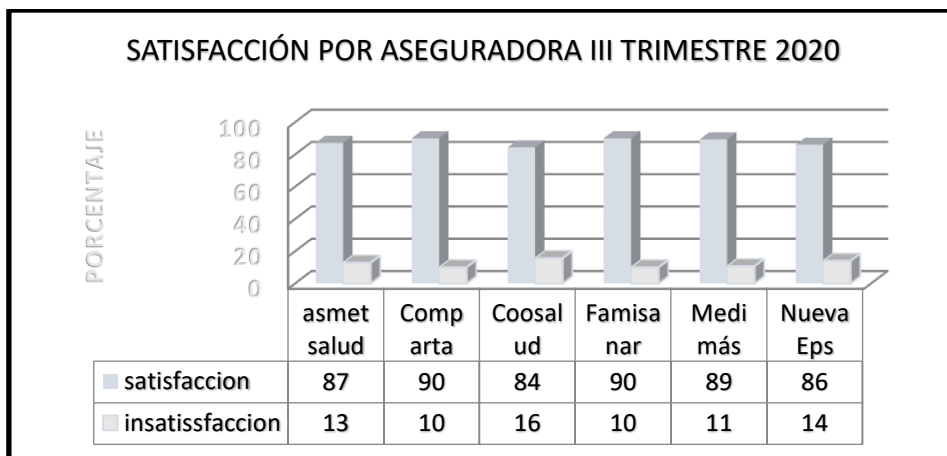 SATISFACCIÓN POR ASEGURADORA III TRIMESTRE 2020
PORCENTAJE
100
80
60
40
20
0
asmet salud
Comp arta
Coosal ud
Famisa nar
Medi más
Nueva Eps
satisfaccion 87 90 84 90 89 86
insatissfaccion 13 10 16 10 11 14